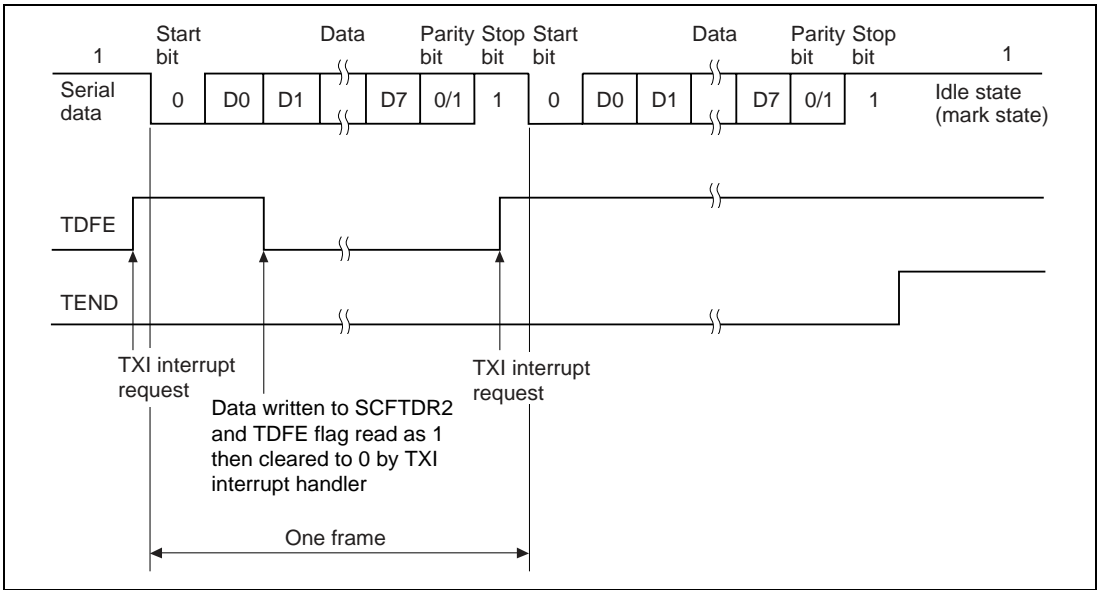 Start bit Data Parity bit Stop bit Start bit Data Parity bit Stop bit
1 1
Serial data 0 D0 D1 D7 0/1 1 0 D0 D1 D7 0/1 1 Idle state (mark state)
TDFE
TEND
TXI interrupt
request
TXI interrupt
request
Data written to SCFTDR2
and TDFE flag read as 1
then cleared to 0 by TXI
interrupt handler
One frame